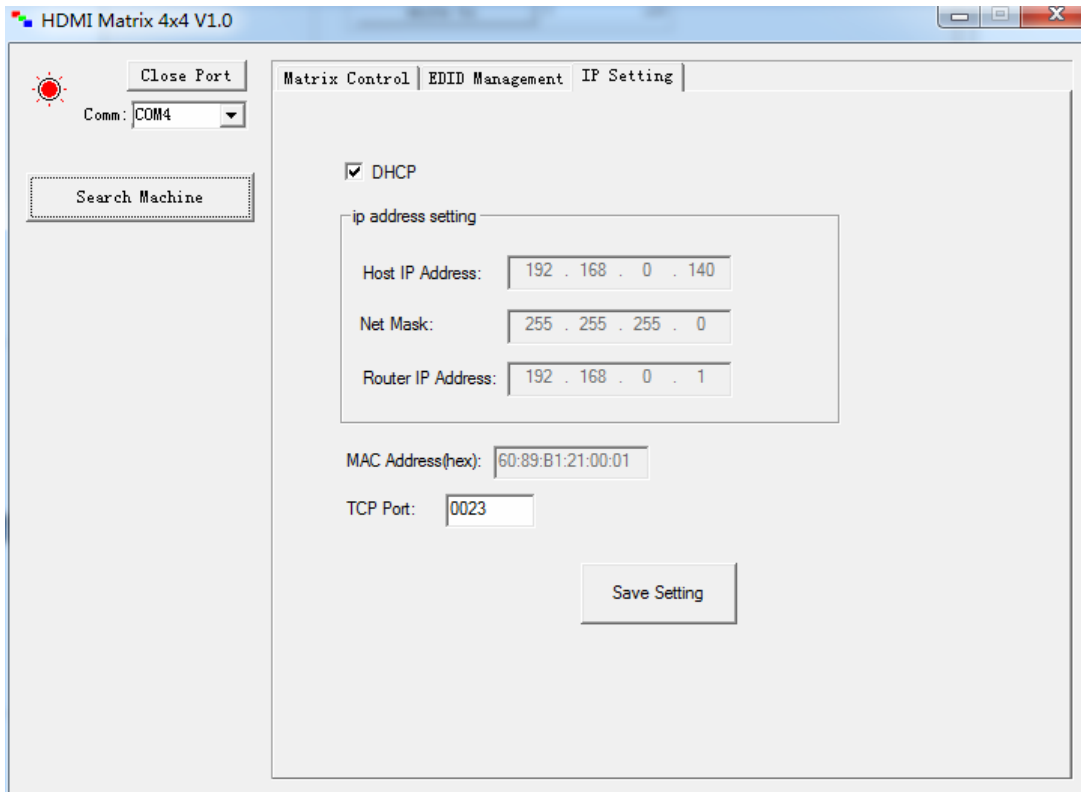 HDMI Matrix 4x4 V1.0
Close Port
Comm: COM4
Search Machine
Matrix Control EDID Management IP Setting
DHCP
ip address setting
Host IP Address: 192 . 168 . 0 . 140
Net Mask: 255 . 255 . 255 . 0
Router IP Address: 192 . 168 . 0 . 1
MAC Address(hex): 60:89:B1:21:00:01
TCP Port: 0023
Save Setting